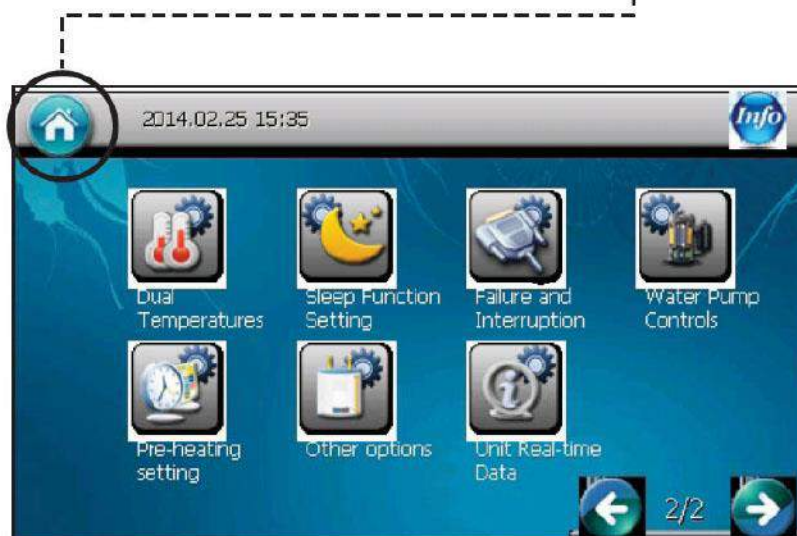 2014.02.25 15:35
Info
Dual
Temperatures
Sleep Function
Setting
Failure and
Interruption
Water Pump
Controls
Pre-heating
setting
Other options
Unit Real-time
Data
2/2